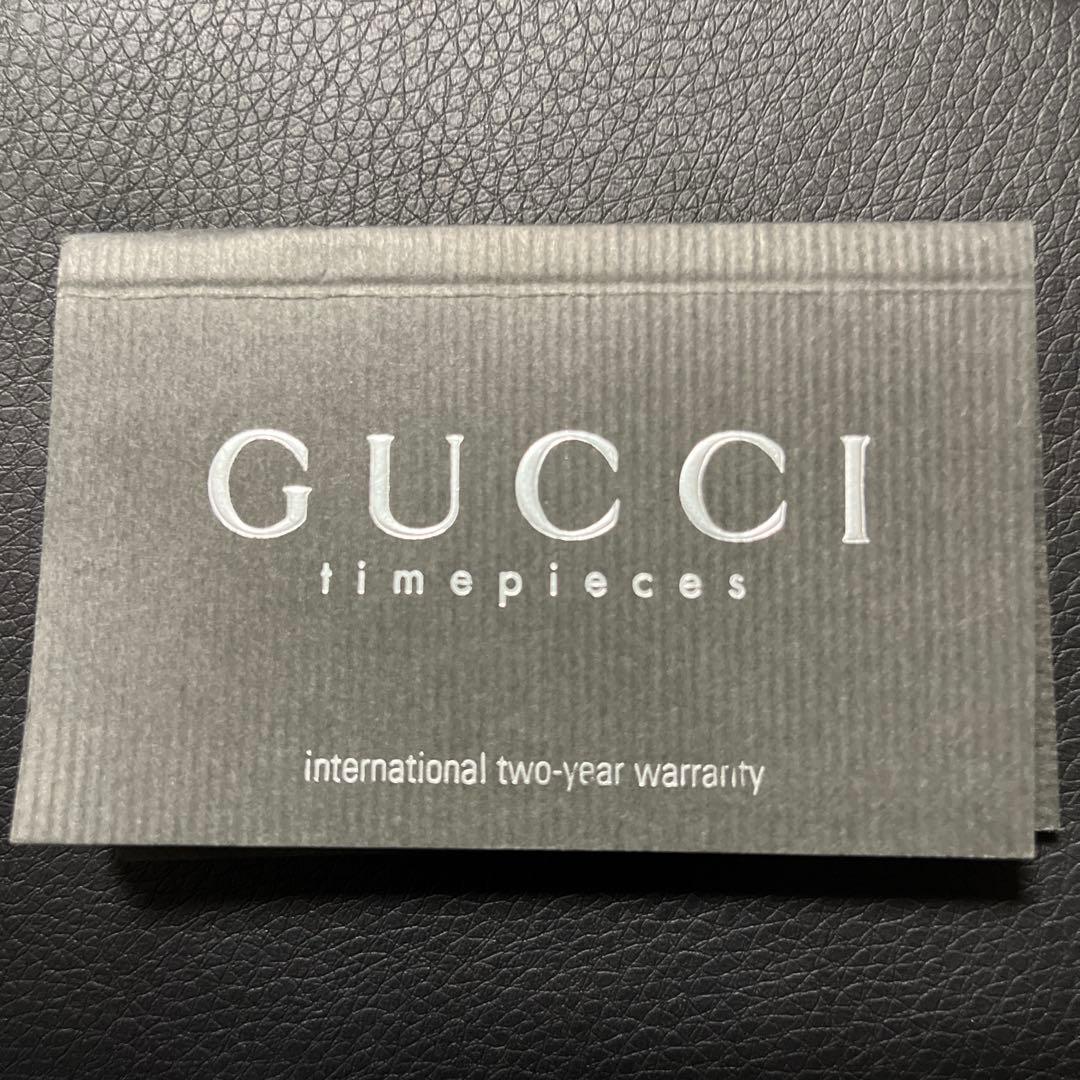 GUCCI
timepieces
international two-year warranty